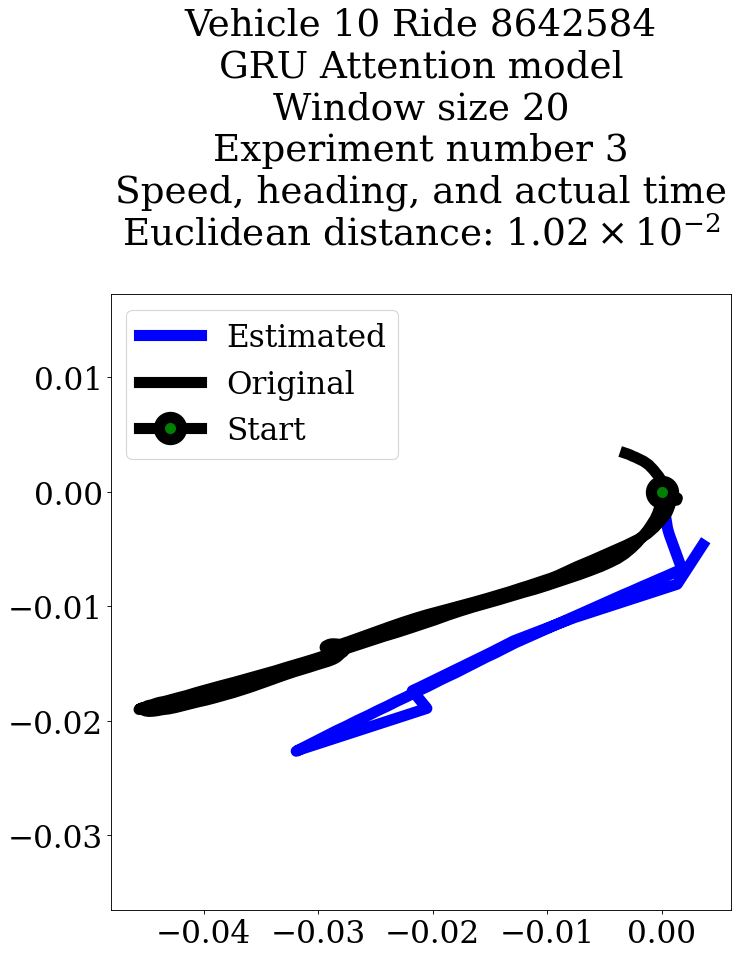 Vehicle 10 Ride 8642584
GRU Attention model
Window size 20
Experiment number 3
Speed, heading, and actual time
Euclidean distance: 1.02 × 10⁻²
Estimated
Original
Start
0.01
0.00
−0.01
−0.02
−0.03
−0.04 −0.03 −0.02 −0.01 0.00